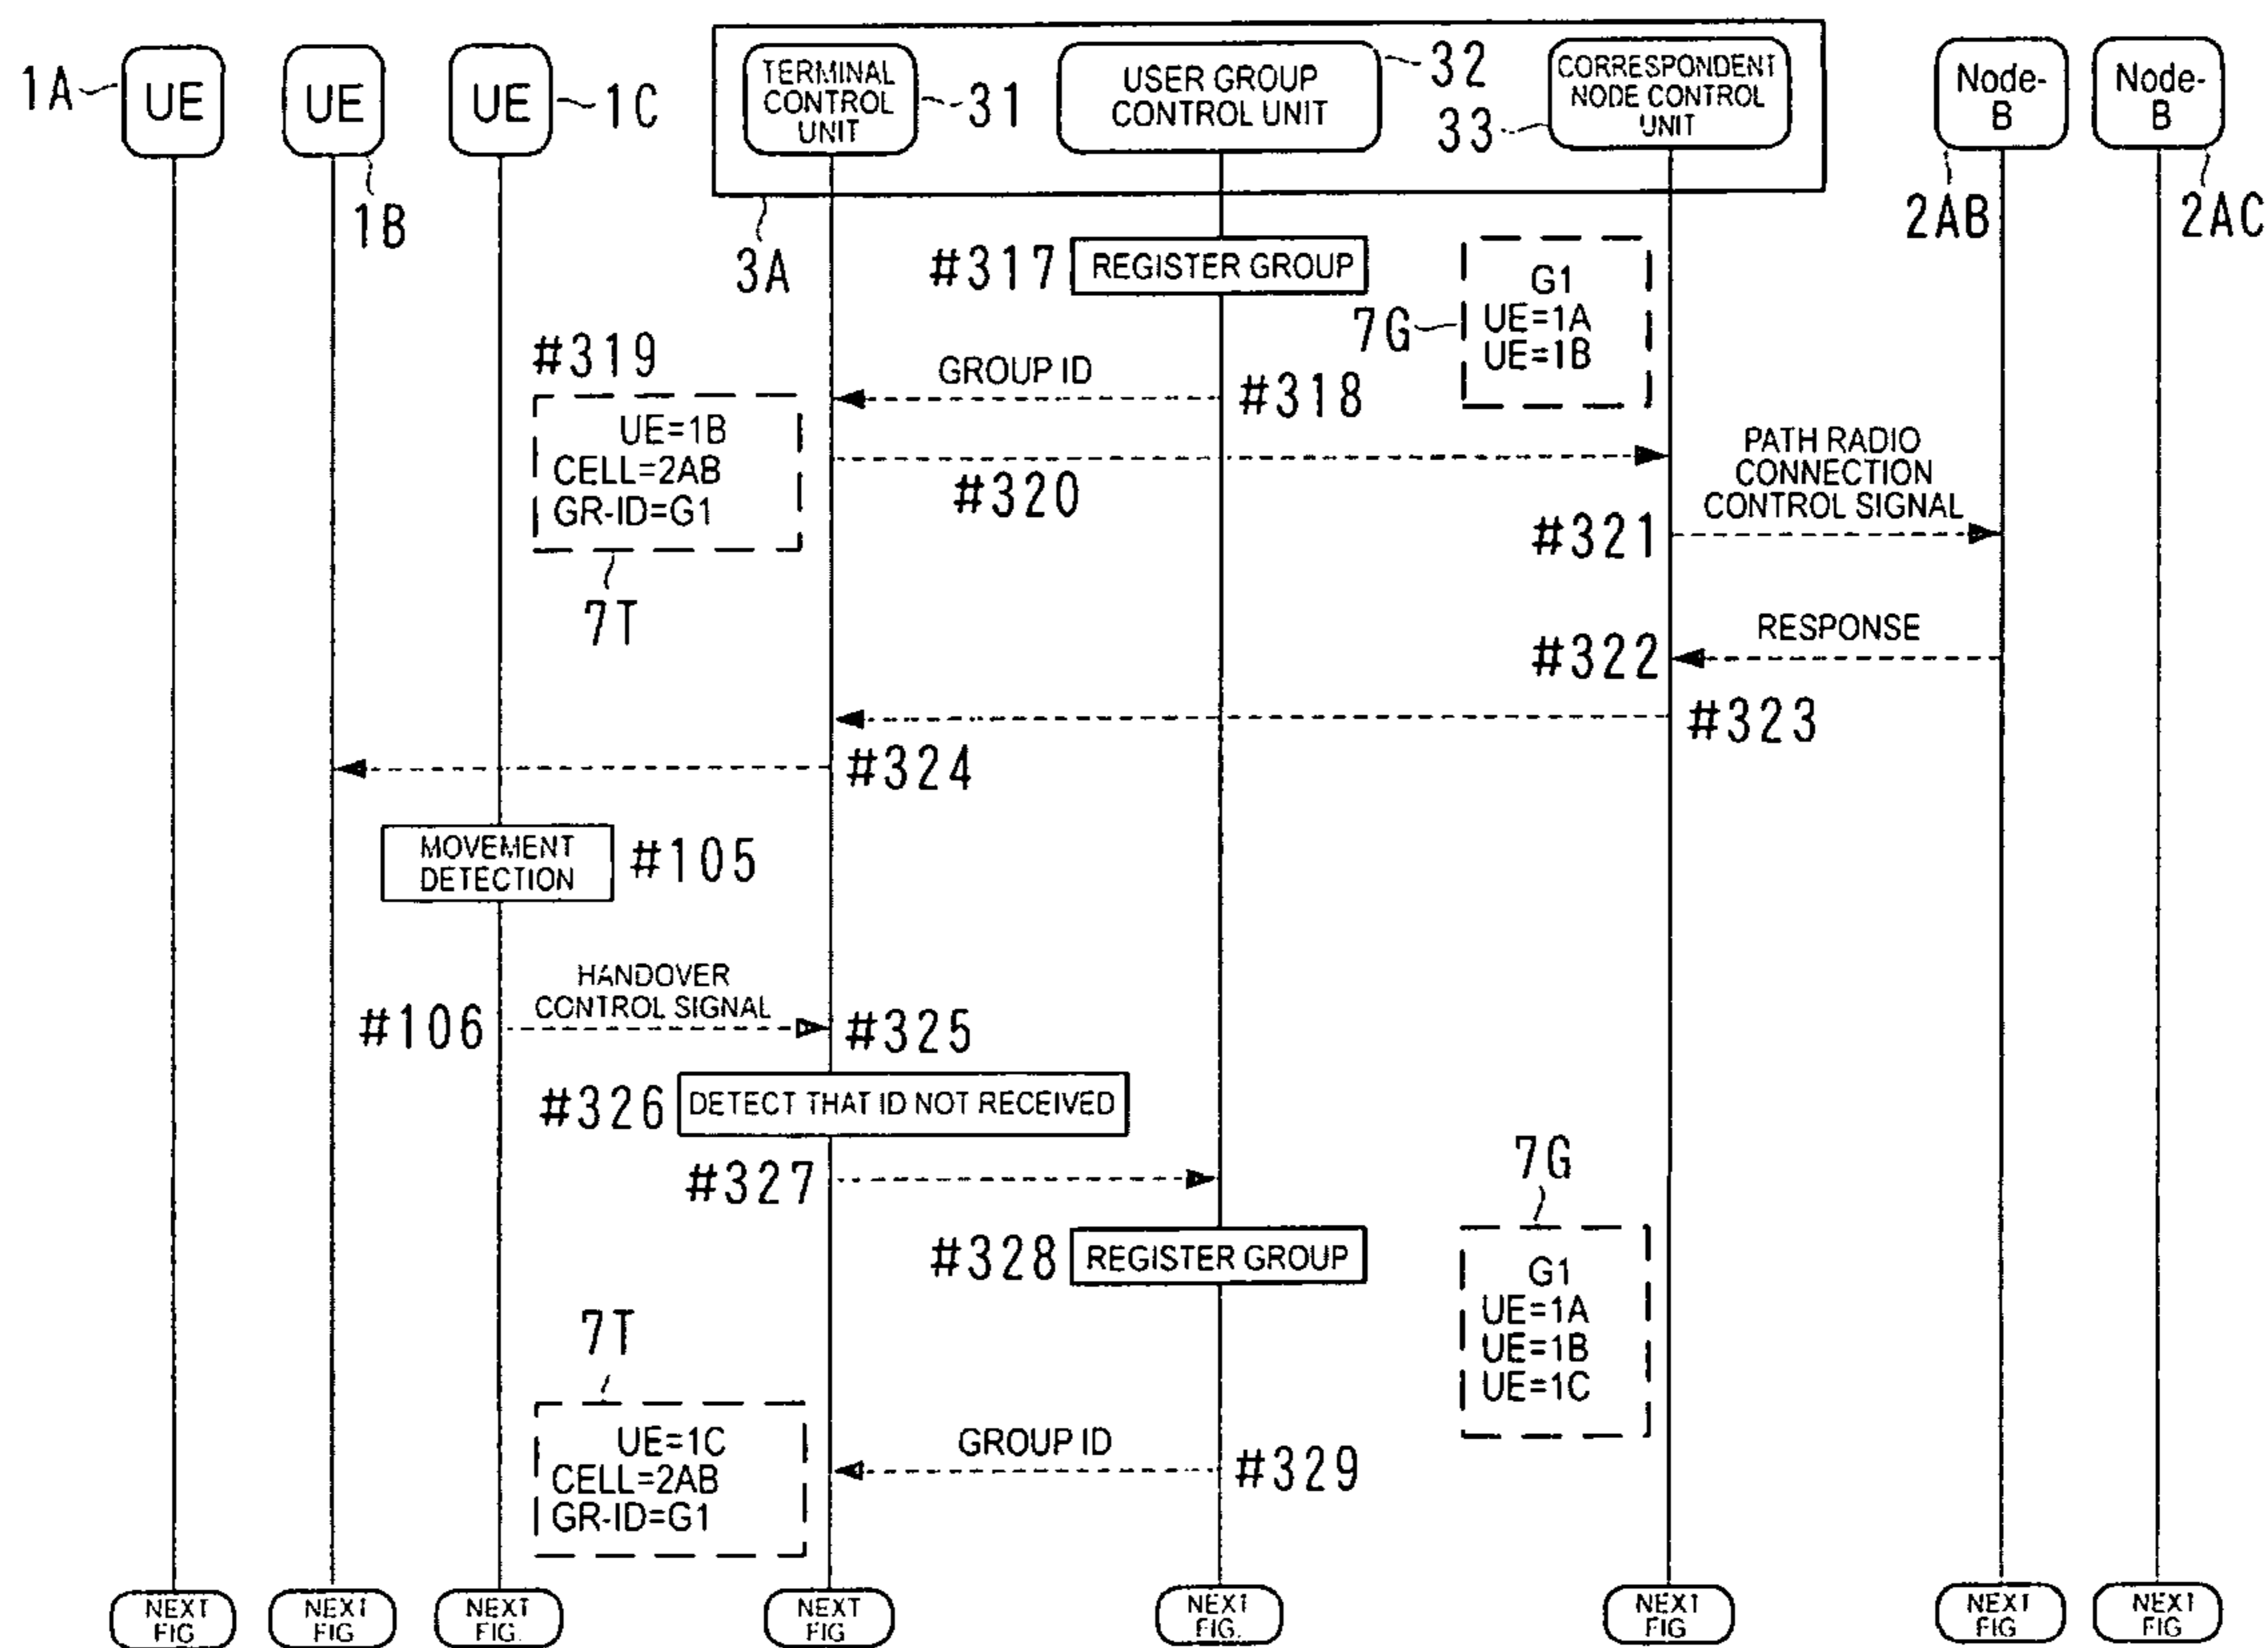 1A
UE
UE
1B
UE
1C
TERMINAL
CONTROL
UNIT
31
USER GROUP
CONTROL UNIT
32
CORRESPONDENT
NODE CONTROL
UNIT
33
3A
Node-
B
2AB
Node-
B
2AC
#317
REGISTER GROUP
7G
G1
UE=1A
UE=1B
#319
GROUP ID
#318
UE=1B
CELL=2AB
GR-ID=G1
7T
#320
PATH RADIO
CONNECTION
CONTROL SIGNAL
#321
RESPONSE
#322
#323
#324
MOVEMENT
DETECTION
#105
HANDOVER
CONTROL SIGNAL
#106
#325
#326
DETECT THAT ID NOT RECEIVED
#327
7G
#328
REGISTER GROUP
G1
UE=1A
UE=1B
UE=1C
7T
UE=1C
CELL=2AB
GR-ID=G1
GROUP ID
#329
NEXT
FIG
NEXT
FIG
NEXT
FIG.
NEXT
FIG
NEXT
FIG.
NEXT
FIG
NEXT
FIG
NEXT
FIG